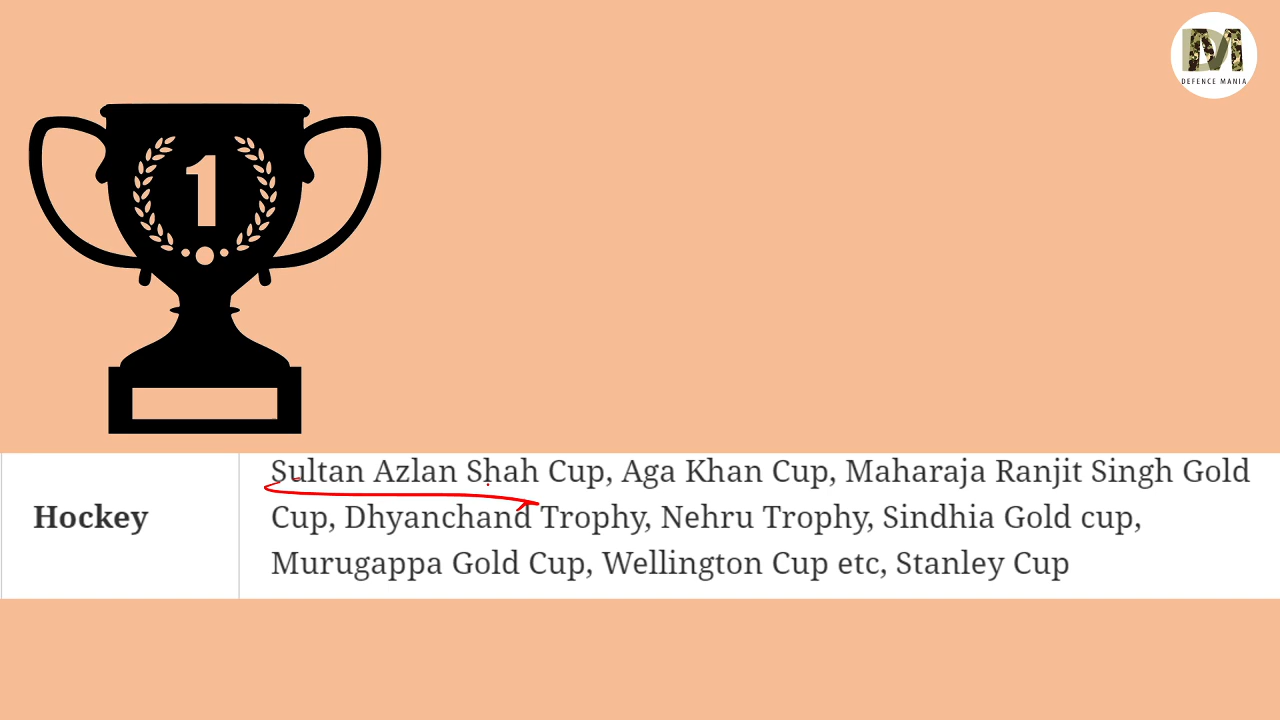 DM
DEFENCE MANIA
1
Sultan Azlan Shah Cup, Aga Khan Cup, Maharaja Ranjit Singh Gold
Hockey Cup, Dhyanchand Trophy, Nehru Trophy, Sindhia Gold cup,
Murugappa Gold Cup, Wellington Cup etc, Stanley Cup